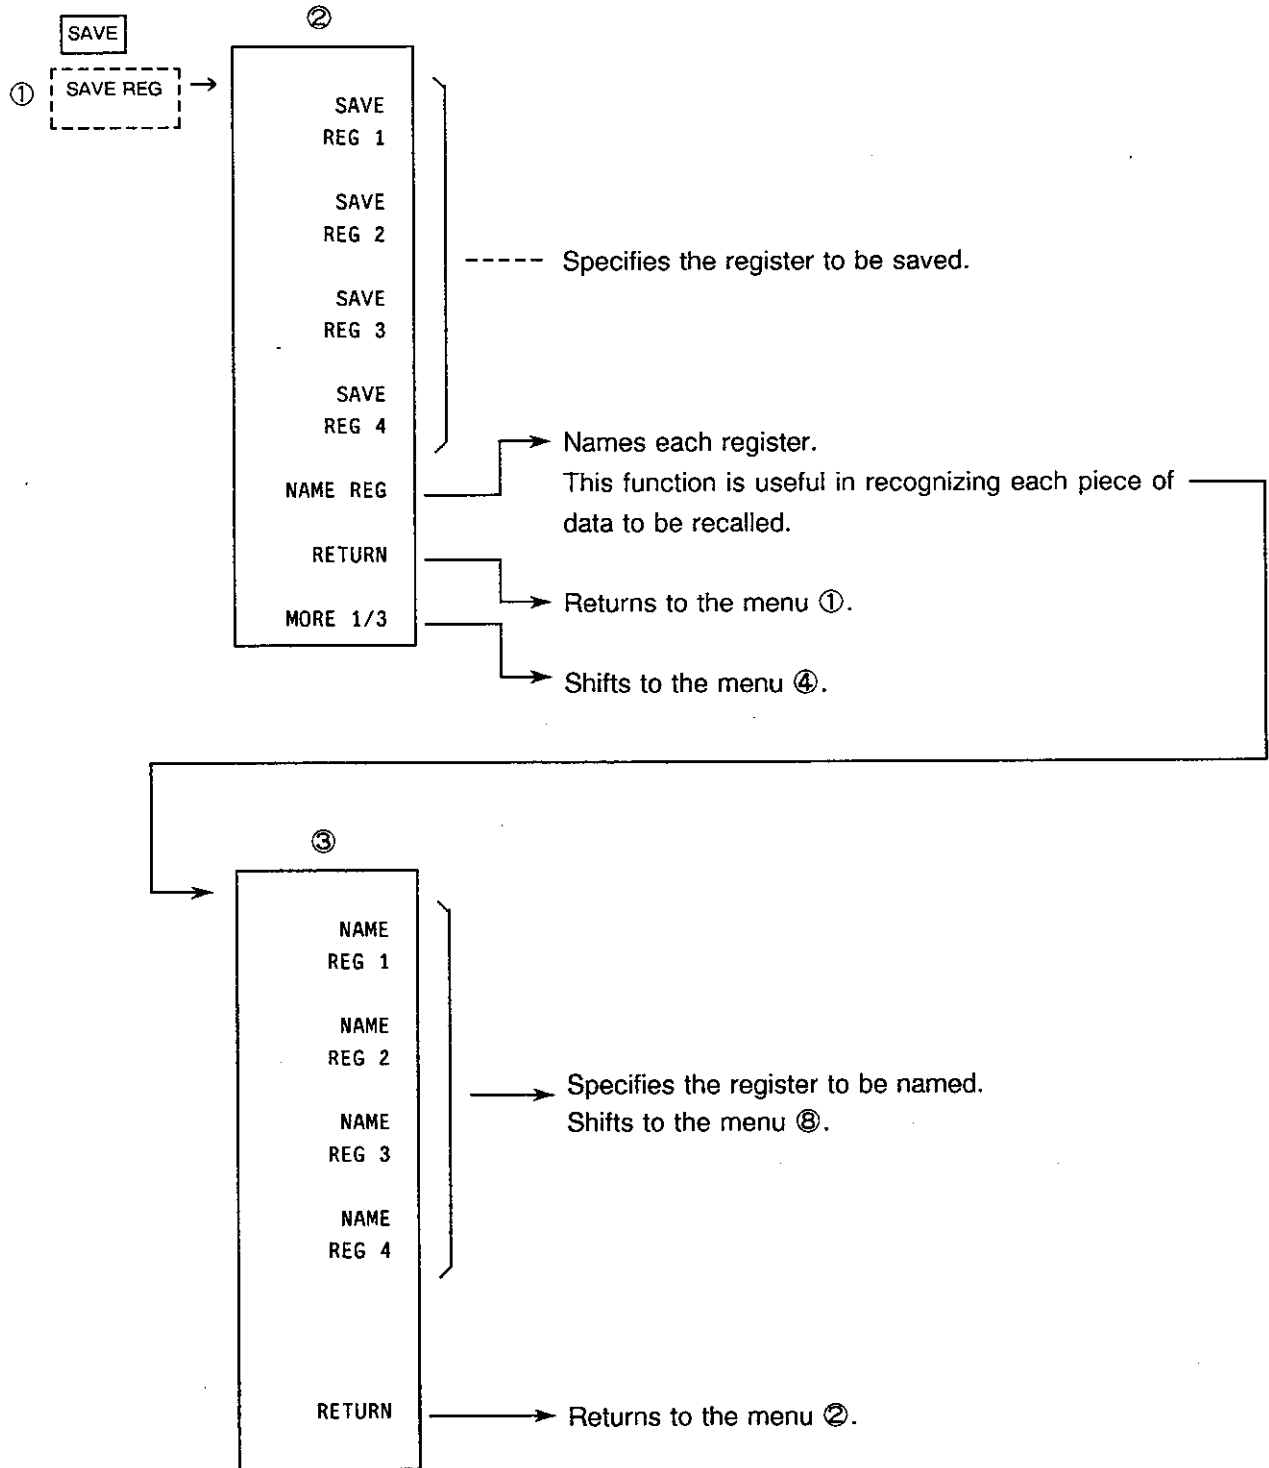 ②
SAVE
① SAVE REG →
SAVE
REG 1
SAVE
REG 2
----- Specifies the register to be saved.
SAVE
REG 3
SAVE
REG 4
Names each register.
NAME REG
This function is useful in recognizing each piece of
data to be recalled.
RETURN
Returns to the menu ①.
MORE 1/3
Shifts to the menu ④.
③
NAME
REG 1
NAME
REG 2
Specifies the register to be named.
Shifts to the menu ⑧.
NAME
REG 3
NAME
REG 4
RETURN
Returns to the menu ②.